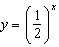 y = (1/2)^x